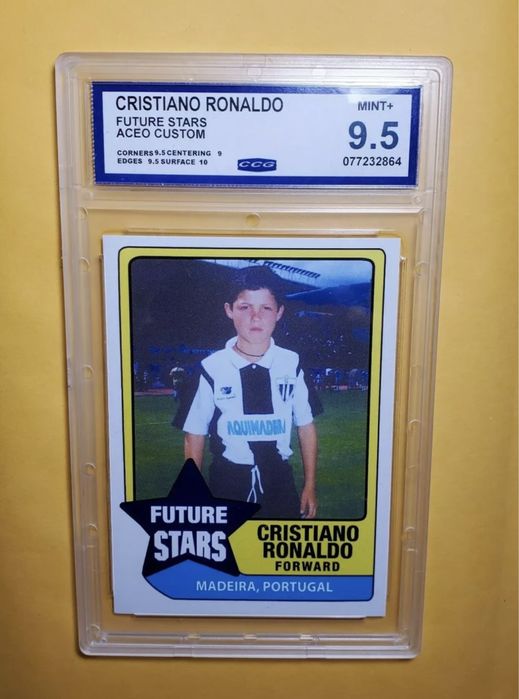 CRISTIANO RONALDO
FUTURE STARS
ACEO CUSTOM
CORNERS 9.5 CENTERING 9
EDGES 9.5 SURFACE 10
CCG
MINT+
9.5
077232864
AQUIMADEIRA
FUTURE
STARS
CRISTIANO
RONALDO
FORWARD
MADEIRA, PORTUGAL